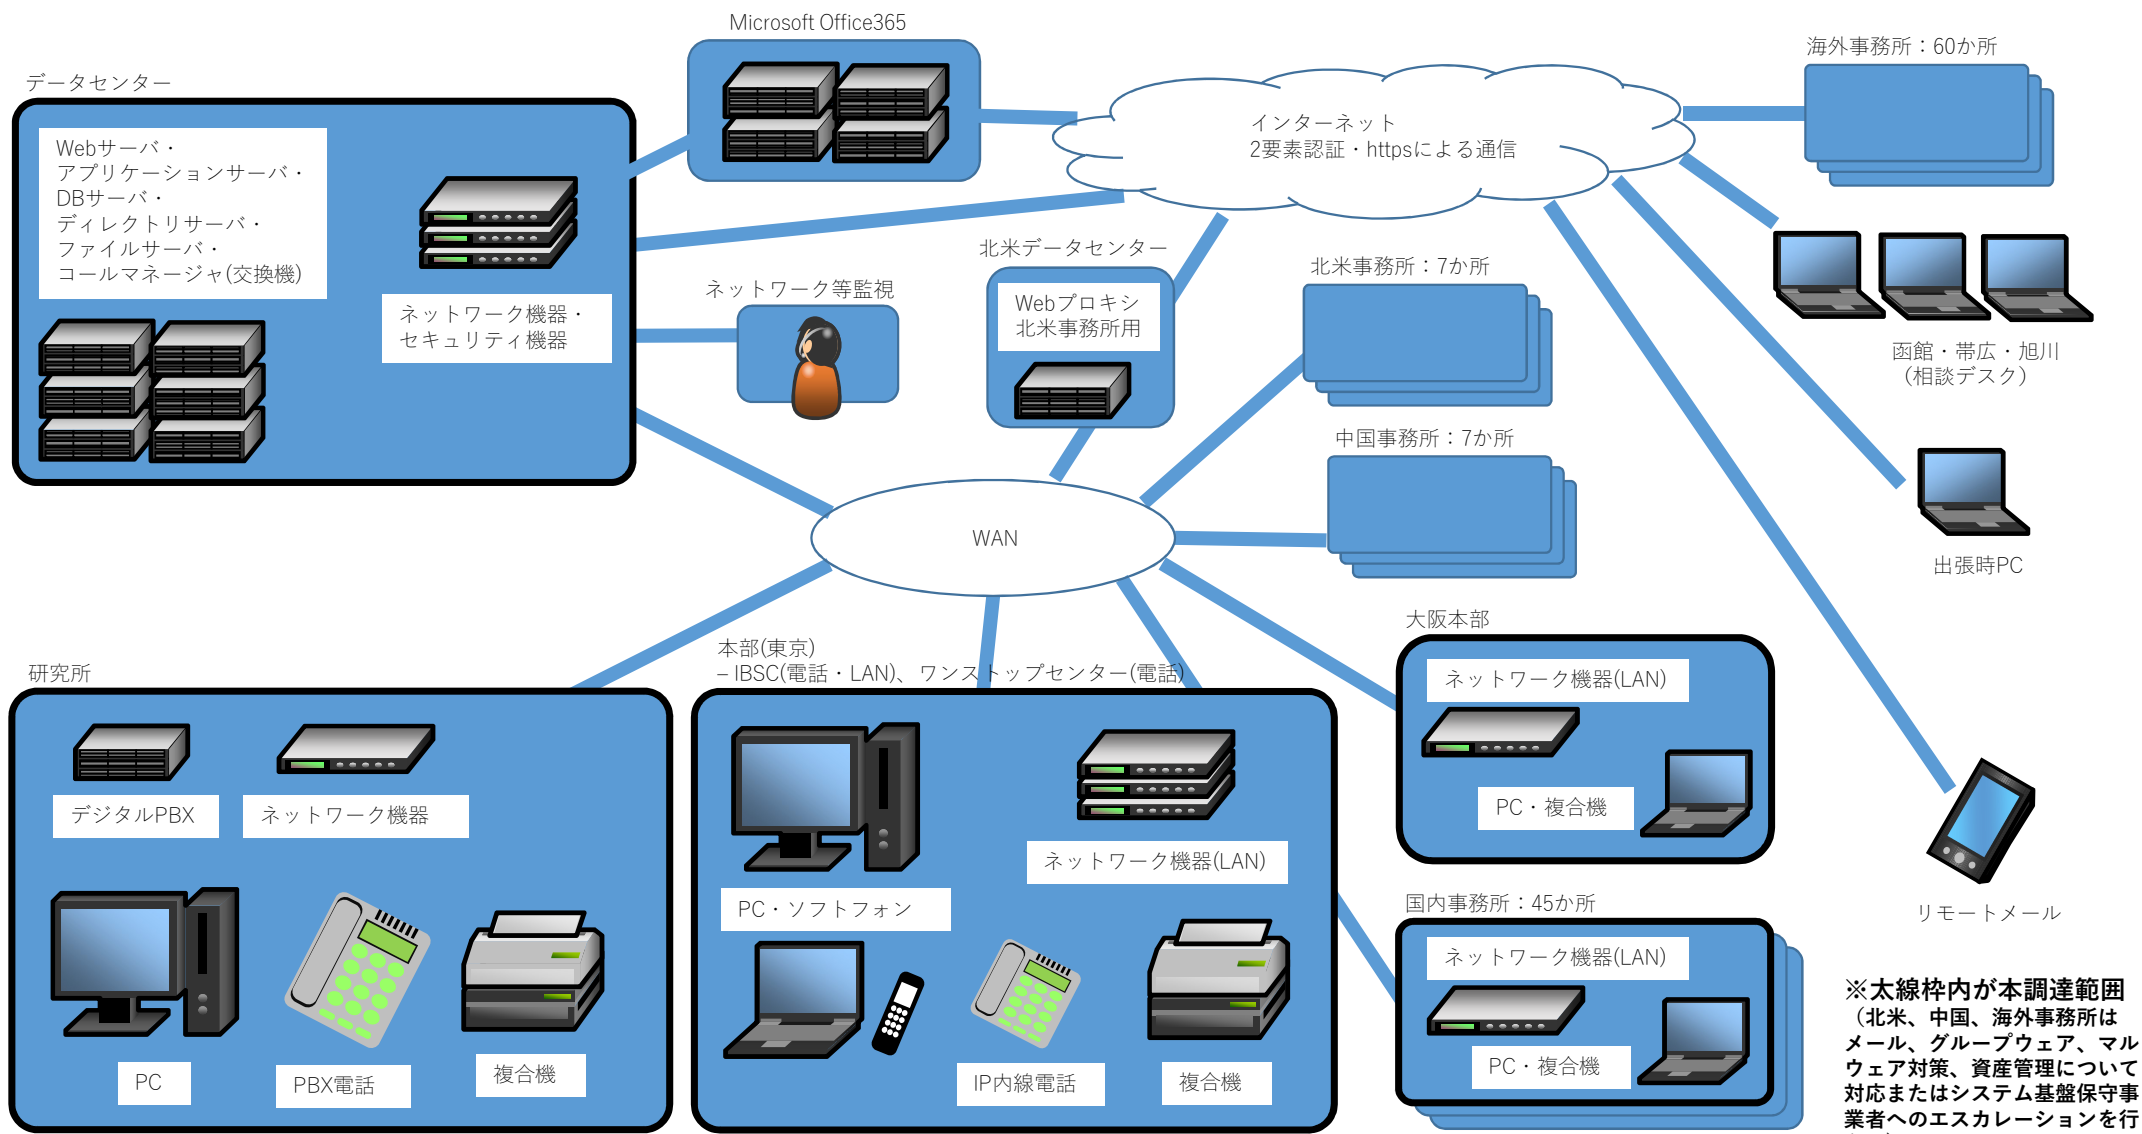 Microsoft Office365
海外事務所：60か所
データセンター
Webサーバ・
アプリケーションサーバ・
DBサーバ・
ディレクトリサーバ・
ファイルサーバ・
コールマネージャ(交換機)
ネットワーク機器・
セキュリティ機器
インターネット
2要素認証・httpsによる通信
ネットワーク等監視
北米データセンター
Webプロキシ
北米事務所用
北米事務所：7か所
中国事務所：7か所
函館・帯広・旭川
（相談デスク）
出張時PC
WAN
研究所
デジタルPBX
ネットワーク機器
PC
PBX電話
複合機
本部(東京)
– IBSC(電話・LAN)、ワンストップセンター(電話)
PC・ソフトフォン
ネットワーク機器(LAN)
IP内線電話
複合機
大阪本部
ネットワーク機器(LAN)
PC・複合機
国内事務所：45か所
ネットワーク機器(LAN)
PC・複合機
リモートメール
※太線枠内が本調達範囲
（北米、中国、海外事務所は
メール、グループウェア、マル
ウェア対策、資産管理について
対応またはシステム基盤保守事
業者へのエスカレーションを行